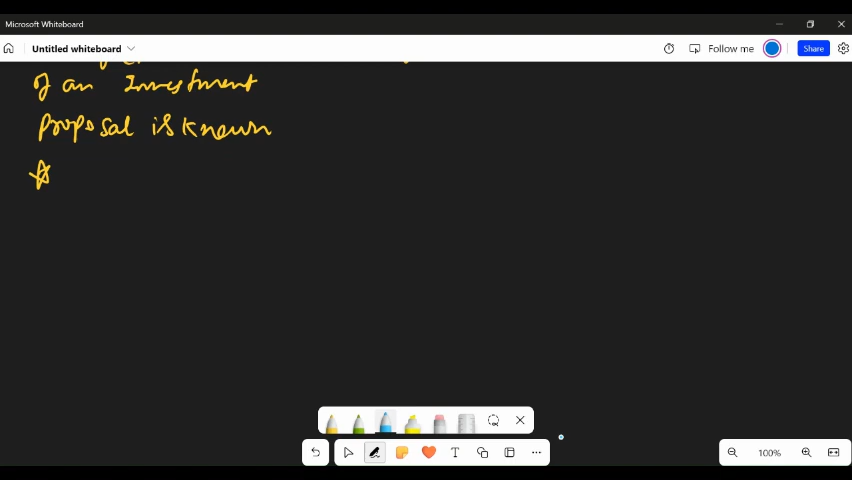 Microsoft Whiteboard
Untitled whiteboard
Follow me
Share
of an Investment
proposal is known
100%